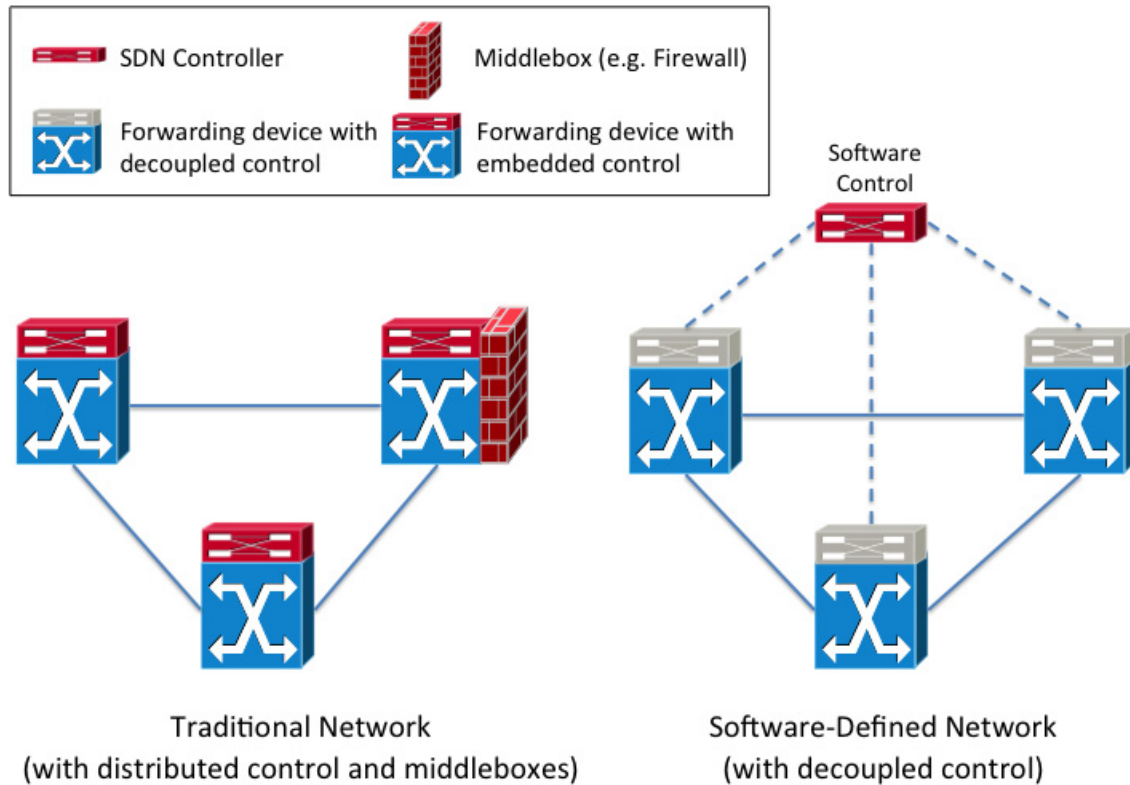 SDN Controller
Middlebox (e.g. Firewall)
Forwarding device with
decoupled control
Forwarding device with
embedded control
Software
Control
Traditional Network
(with distributed control and middleboxes)
Software-Defined Network
(with decoupled control)